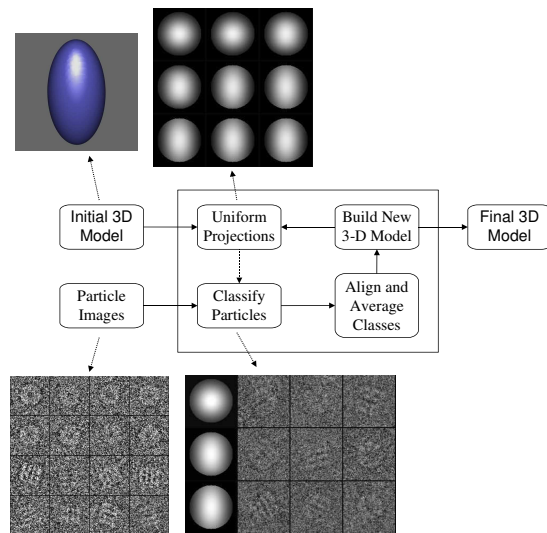 Initial 3D
Model
Uniform
Projections
Build New
3-D Model
Final 3D
Model
Particle
Images
Classify
Particles
Align and
Average
Classes